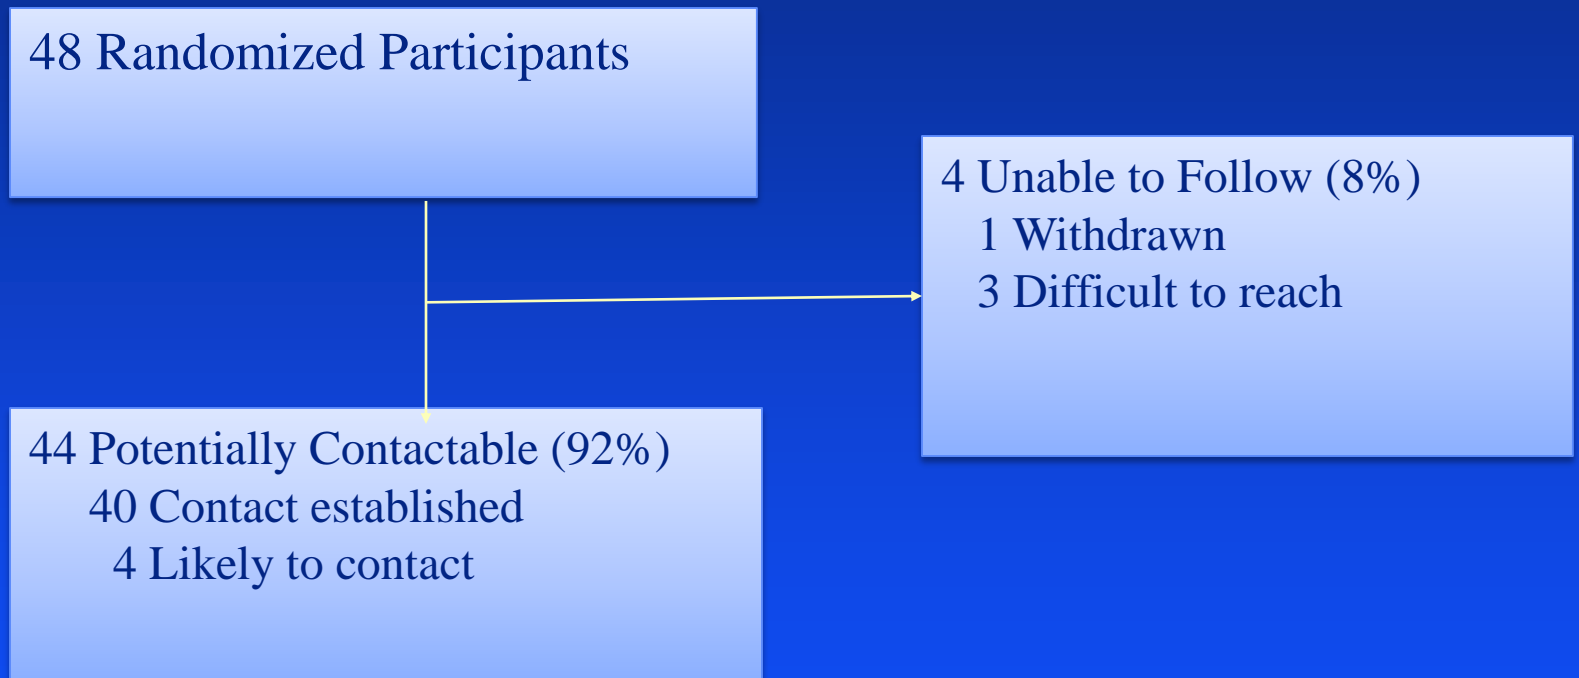 48 Randomized Participants
4 Unable to Follow (8%)
1 Withdrawn
3 Difficult to reach
44 Potentially Contactable (92%)
40 Contact established
4 Likely to contact